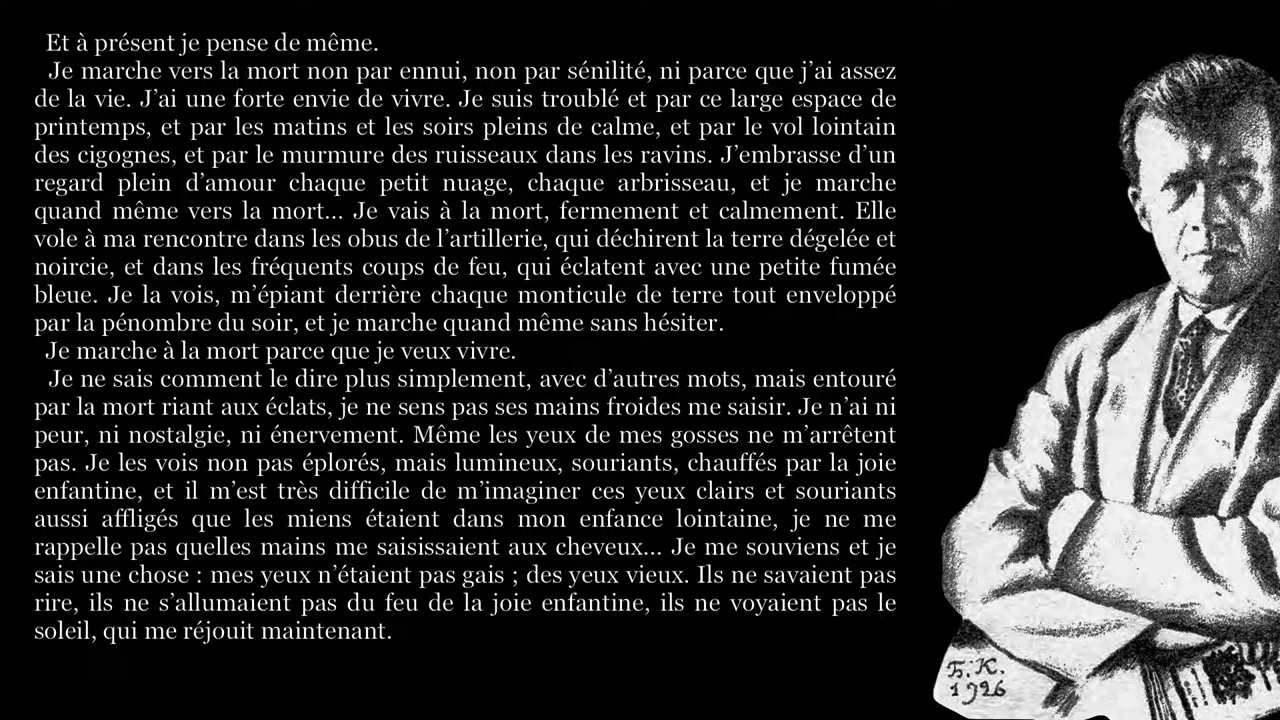 Et à présent je pense de même.
Je marche vers la mort non par ennui, non par sénilité, ni parce que j’ai assez
de la vie. J’ai une forte envie de vivre. Je suis troublé et par ce large espace de
printemps, et par les matins et les soirs pleins de calme, et par le vol lointain
des cigognes, et par le murmure des ruisseaux dans les ravins. J’embrasse d’un
regard plein d’amour chaque petit nuage, chaque arbrisseau, et je marche
quand même vers la mort... Je vais à la mort, fermement et calmement. Elle
vole à ma rencontre dans les obus de l’artillerie, qui déchirent la terre dégelée et
noircie, et dans les fréquents coups de feu, qui éclatent avec une petite fumée
bleue. Je la vois, m’épiant derrière chaque monticule de terre tout enveloppé
par la pénombre du soir, et je marche quand même sans hésiter.
Je marche à la mort parce que je veux vivre.
Je ne sais comment le dire plus simplement, avec d’autres mots, mais entouré
par la mort riant aux éclats, je ne sens pas ses mains froides me saisir. Je n’ai ni
peur, ni nostalgie, ni énervement. Même les yeux de mes gosses ne m’arrêtent
pas. Je les vois non pas éplorés, mais lumineux, souriants, chauffés par la joie
enfantine, et il m’est très difficile de m’imaginer ces yeux clairs et souriants
aussi affligés que les miens étaient dans mon enfance lointaine, je ne me
rappelle pas quelles mains me saisissaient aux cheveux... Je me souviens et je
sais une chose : mes yeux n’étaient pas gais ; des yeux vieux. Ils ne savaient pas
rire, ils ne s’allumaient pas du feu de la joie enfantine, ils ne voyaient pas le
soleil, qui me réjouit maintenant.
Ђ. К.
1926